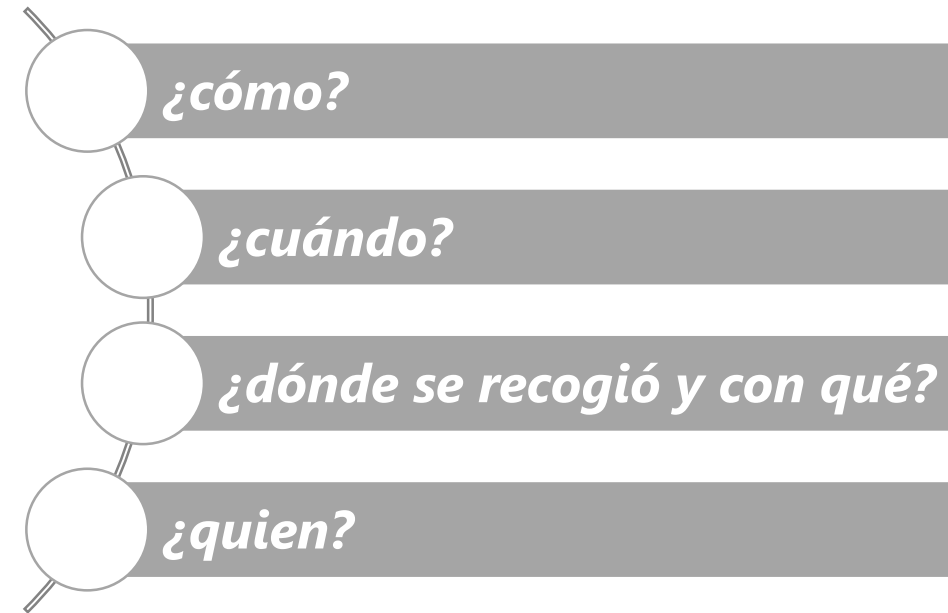 ¿cómo?
¿cuándo?
¿dónde se recogió y con qué?
¿quien?